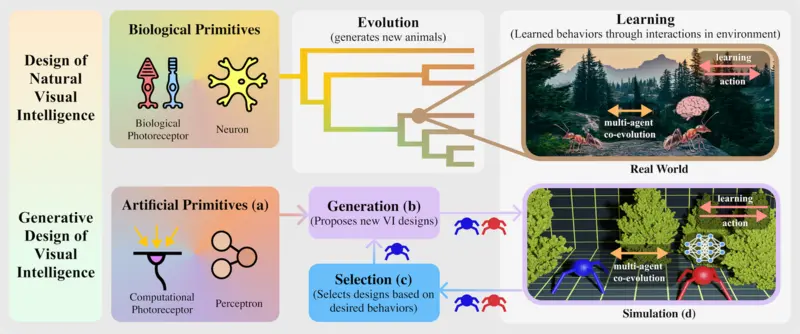 Design of
Natural
Visual
Intelligence
Biological Primitives
Biological
Photoreceptor
Neuron
Evolution
(generates new animals)
Learning
(Learned behaviors through interactions in environment)
learning
action
multi-agent
co-evolution
Real World
Generative
Design of
Visual
Intelligence
Artificial Primitives (a)
Computational
Photoreceptor
Perceptron
Generation (b)
(Proposes new VI designs)
Selection (c)
(Selects designs based on
desired behaviors)
learning
action
multi-agent
co-evolution
Simulation (d)